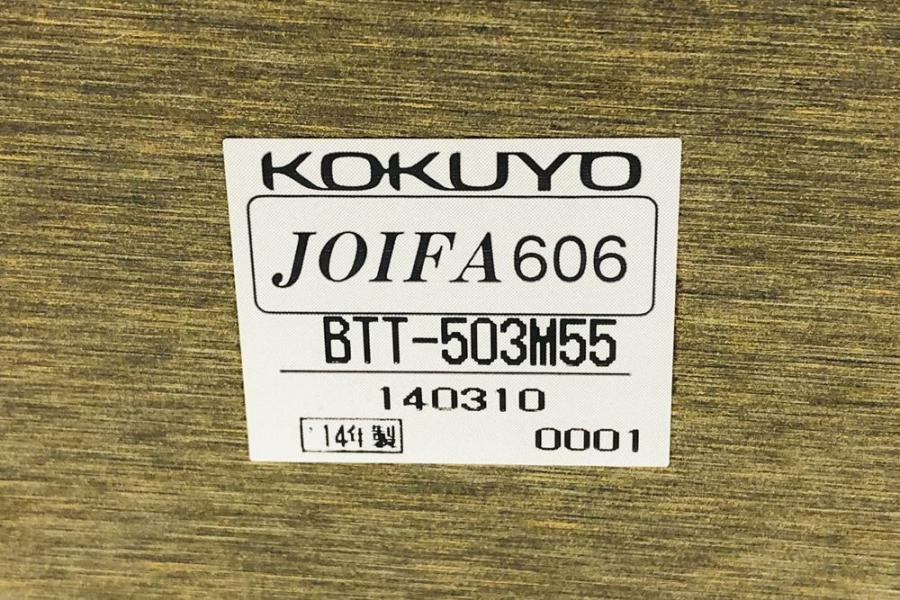 KOKUYO
JOIFA606
BTT-503M55
140310
'14年製
0001